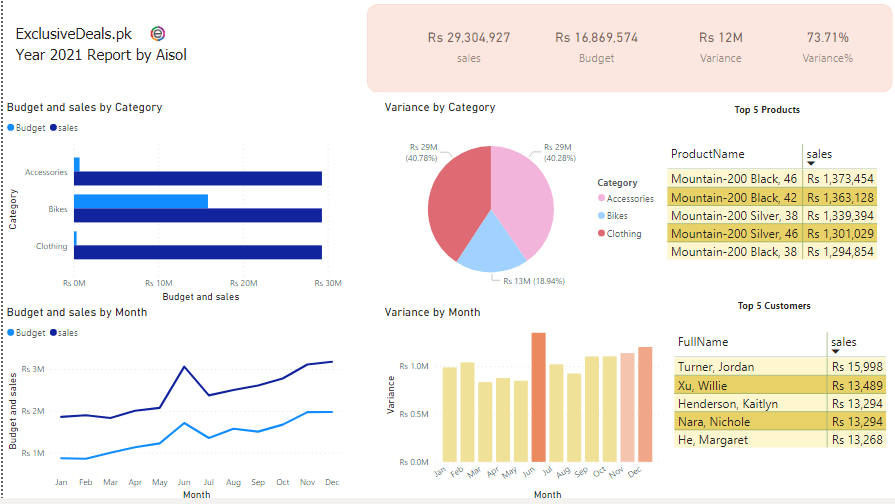 ExclusiveDeals.pk
Year 2021 Report by Aisol
Rs 29,304,927
sales
Rs 16,869,574
Budget
Rs 12M
Variance
73.71%
Variance%
Budget and sales by Category
Budget sales
Category
Accessories
Bikes
Clothing
Rs 0M Rs 10M Rs 20M Rs 30M
Budget and sales
Variance by Category
Rs 29M
(40.78%)
Rs 29M
(40.28%)
Rs 13M (18.94%)
Category
Accessories
Bikes
Clothing
Top 5 Products
ProductName sales
Mountain-200 Black, 46 Rs 1,373,454
Mountain-200 Black, 42 Rs 1,363,128
Mountain-200 Silver, 38 Rs 1,339,394
Mountain-200 Silver, 46 Rs 1,301,029
Mountain-200 Black, 38 Rs 1,294,854
Budget and sales by Month
Budget sales
Budget and sales
Rs 3M
Rs 2M
Rs 1M
Jan Feb Mar Apr May Jun Jul Aug Sep Oct Nov Dec
Month
Variance by Month
Variance
Rs 1.0M
Rs 0.5M
Rs 0.0M
Jan Feb Mar Apr May Jun Jul Aug Sep Oct Nov Dec
Month
Top 5 Customers
FullName sales
Turner, Jordan Rs 15,998
Xu, Willie Rs 13,489
Henderson, Kaitlyn Rs 13,294
Nara, Nichole Rs 13,294
He, Margaret Rs 13,268